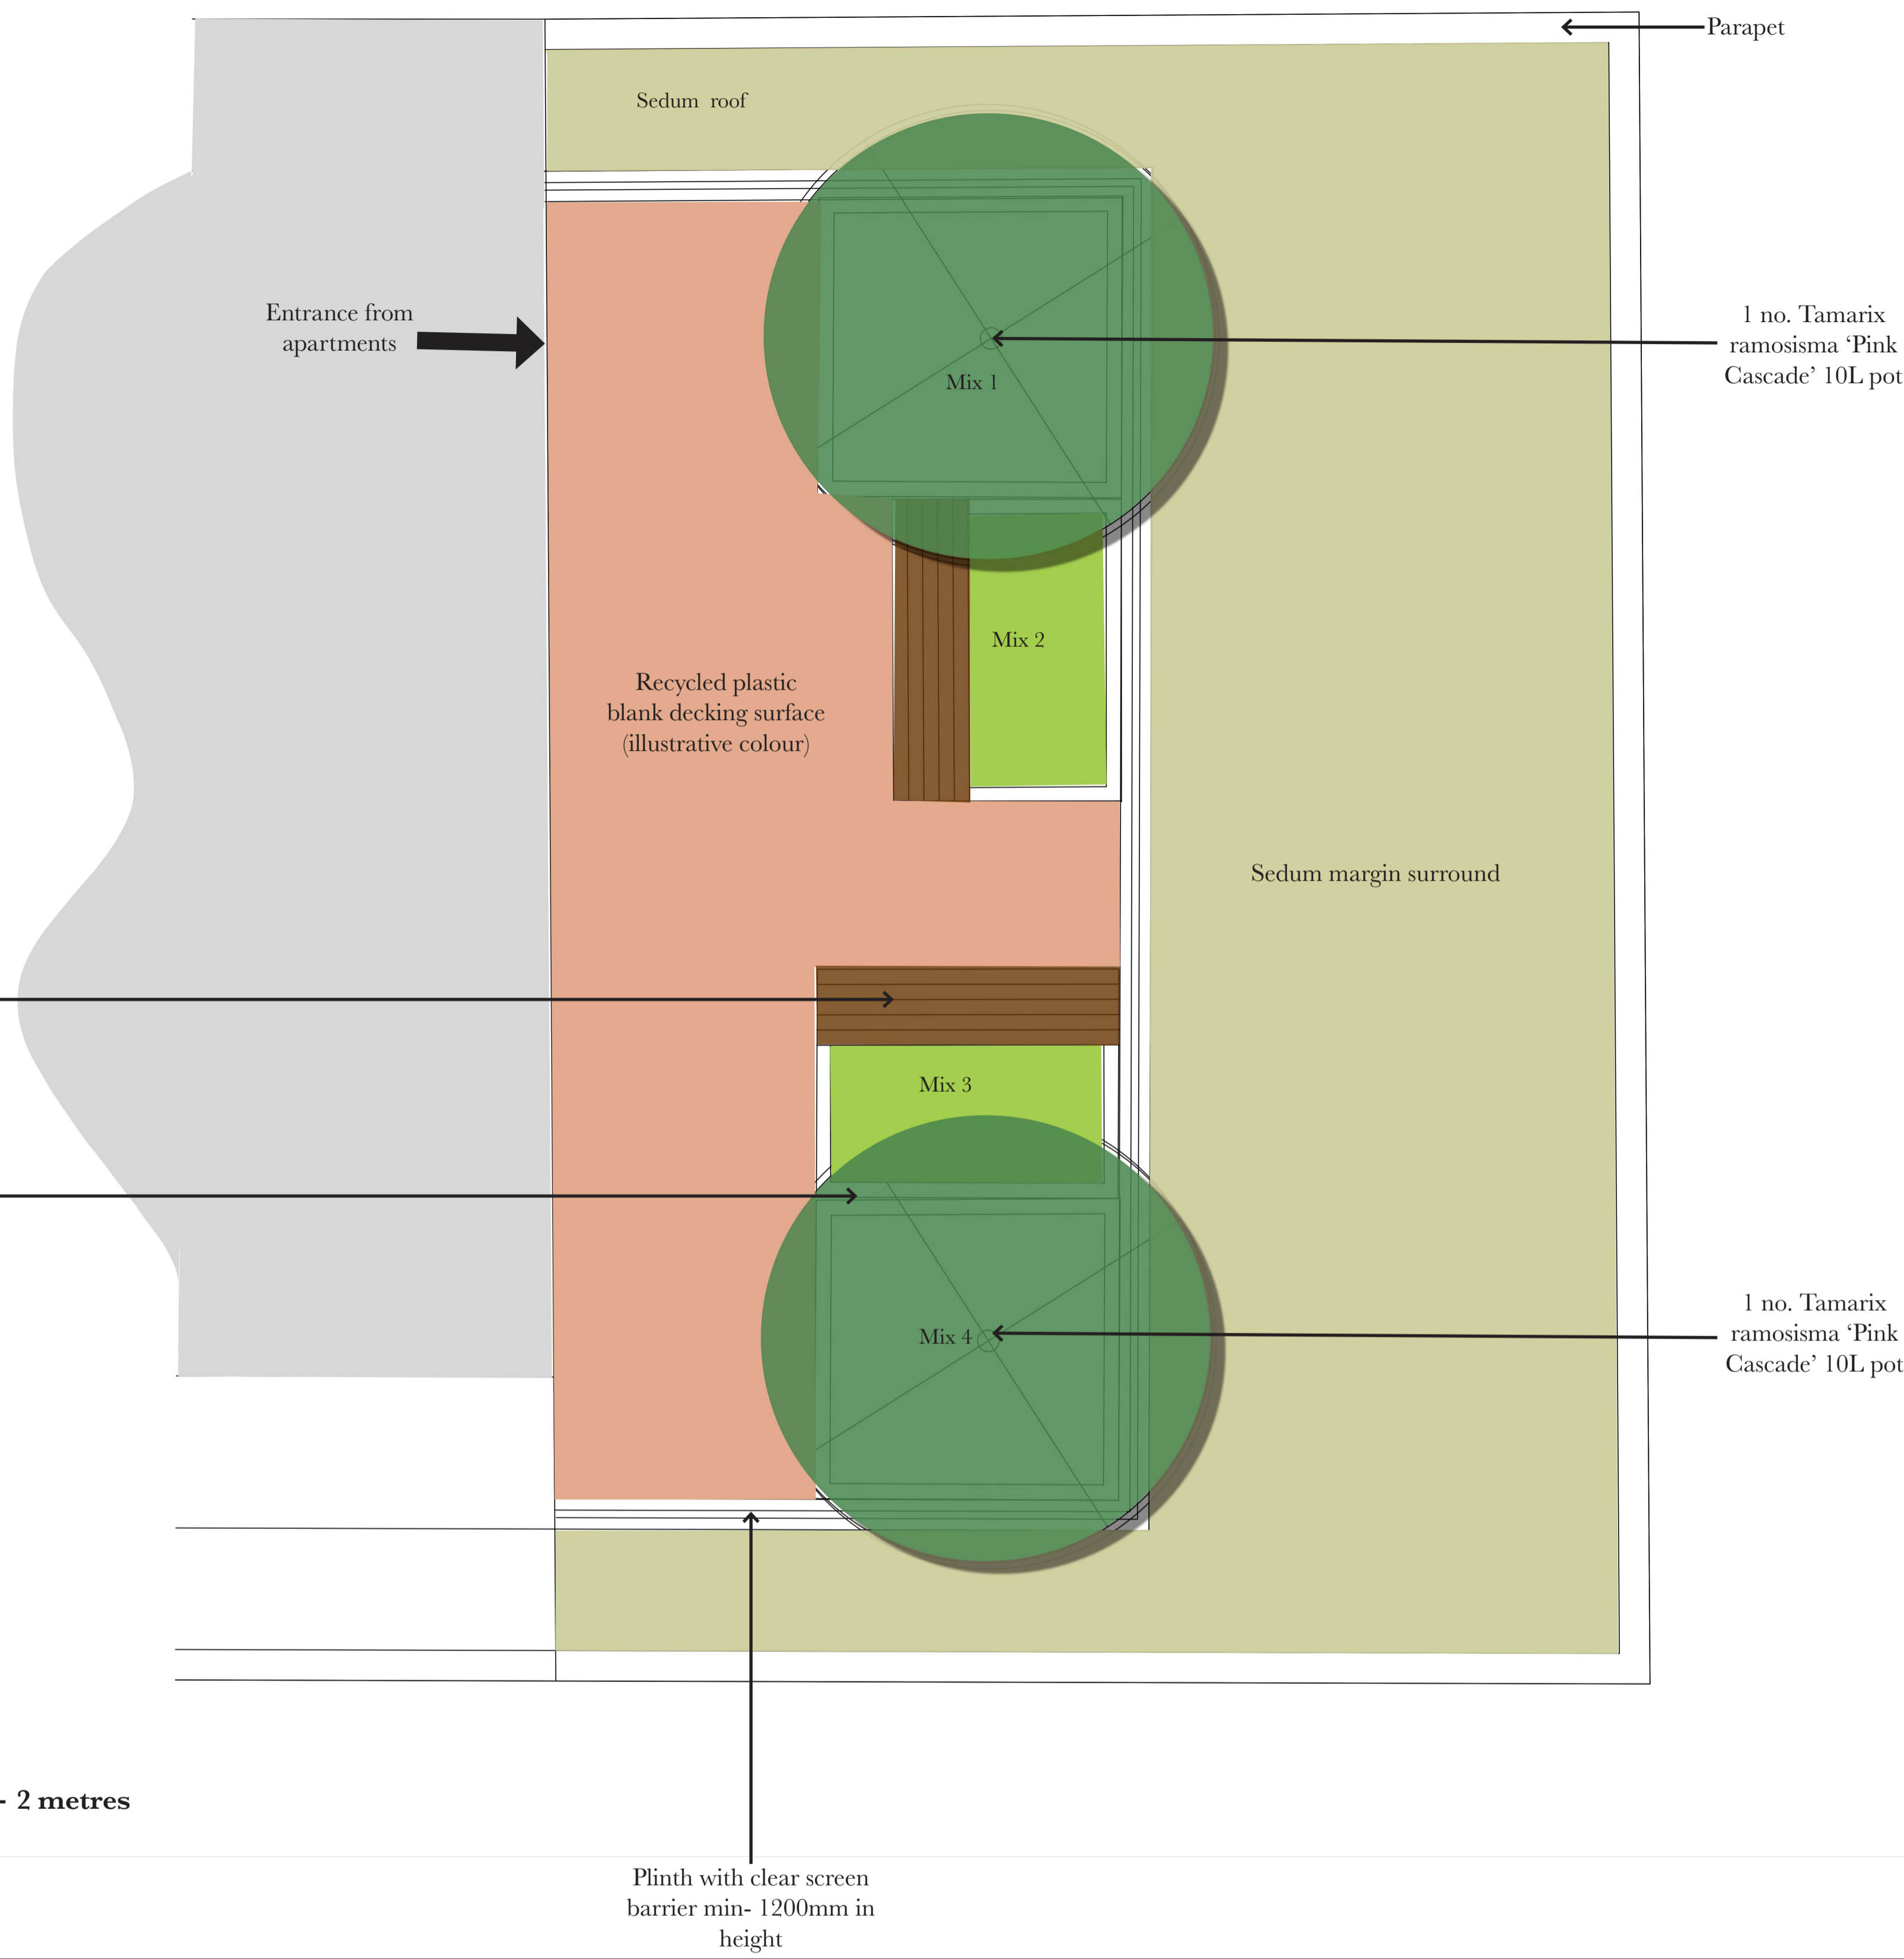 Parapet
Sedum roof
Entrance from
apartments
1 no. Tamarix
ramosisma ‘Pink
Cascade’ 10L pot
Mix 1
Mix 2
Recycled plastic
blank decking surface
(illustrative colour)
Sedum margin surround
Mix 3
1 no. Tamarix
ramosisma ‘Pink
Cascade’ 10L pot
Mix 4
- 2 metres
Plinth with clear screen
barrier min- 1200mm in
height